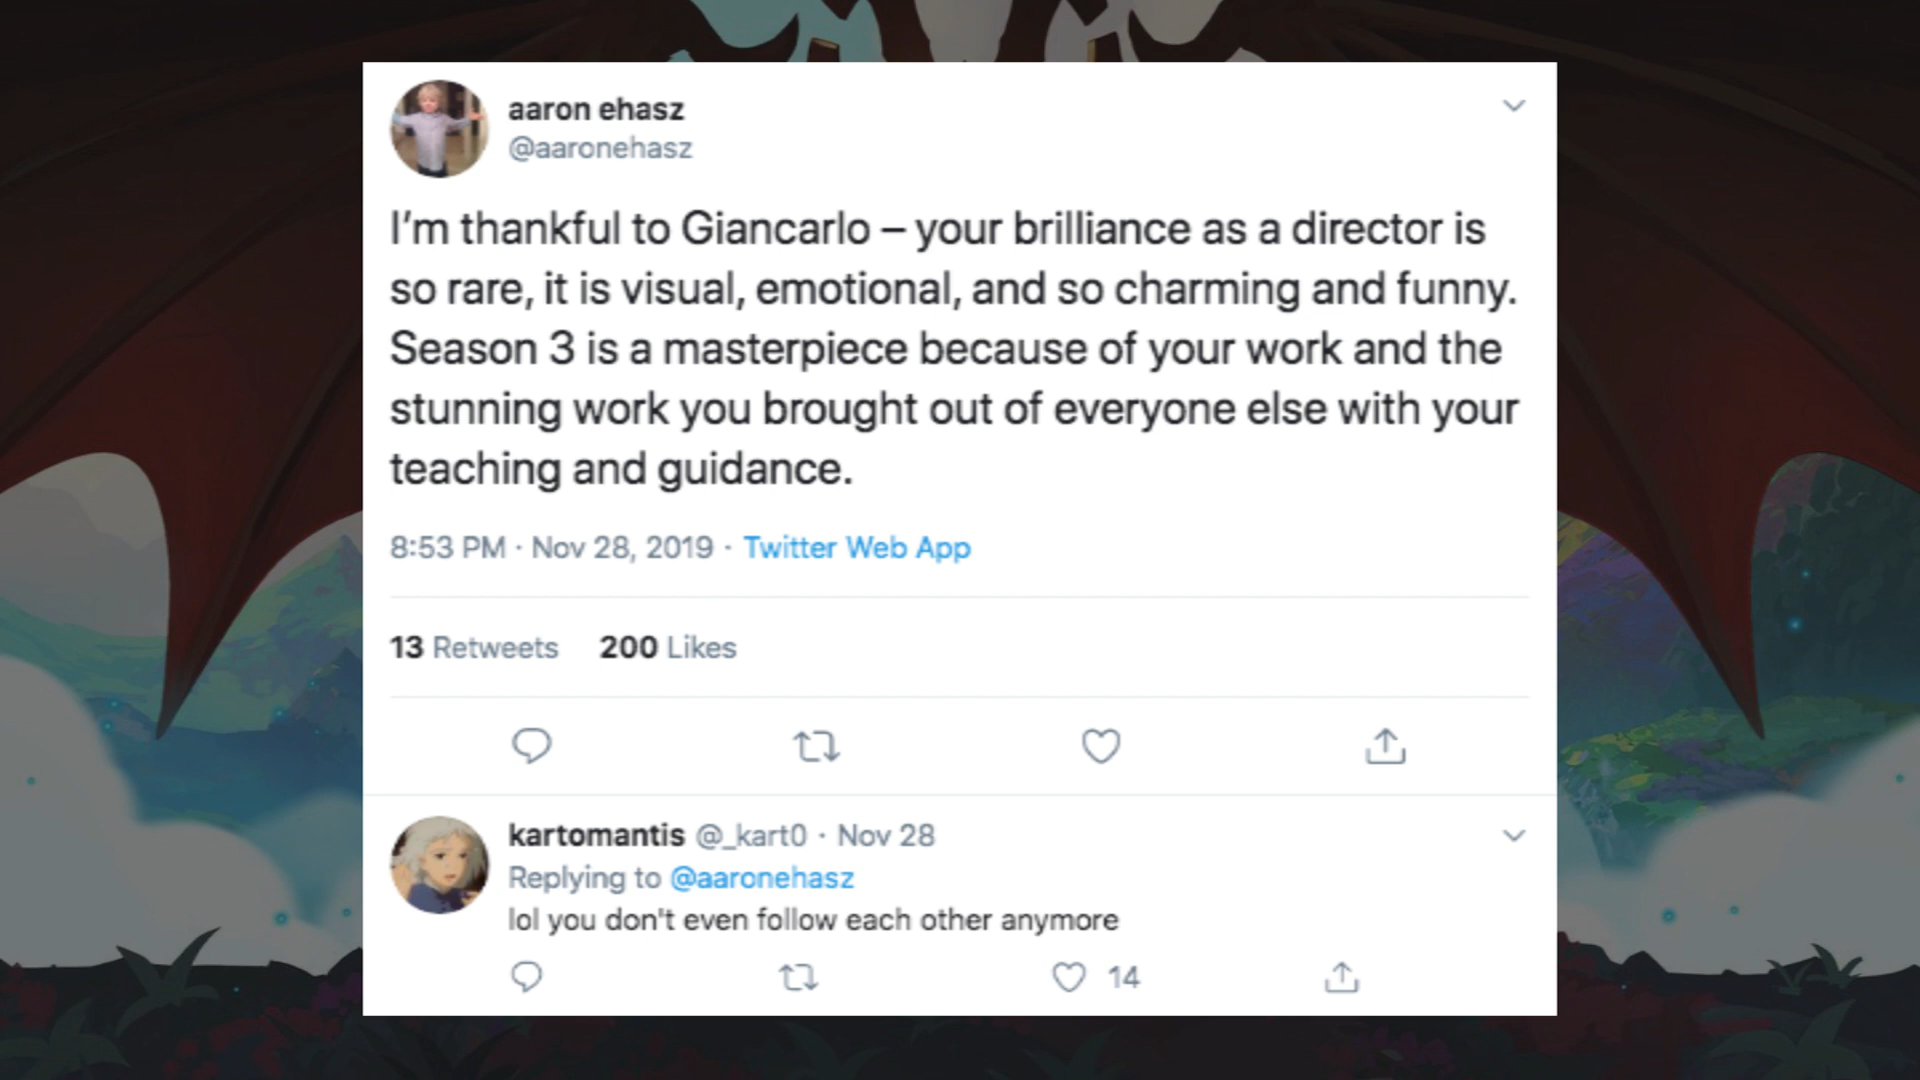 aaron ehasz
@aaronehasz
I’m thankful to Giancarlo – your brilliance as a director is
so rare, it is visual, emotional, and so charming and funny.
Season 3 is a masterpiece because of your work and the
stunning work you brought out of everyone else with your
teaching and guidance.
8:53 PM · Nov 28, 2019 · Twitter Web App
13 Retweets 200 Likes
kartomantis @_kart0 · Nov 28
Replying to @aaronehasz
lol you don't even follow each other anymore
14